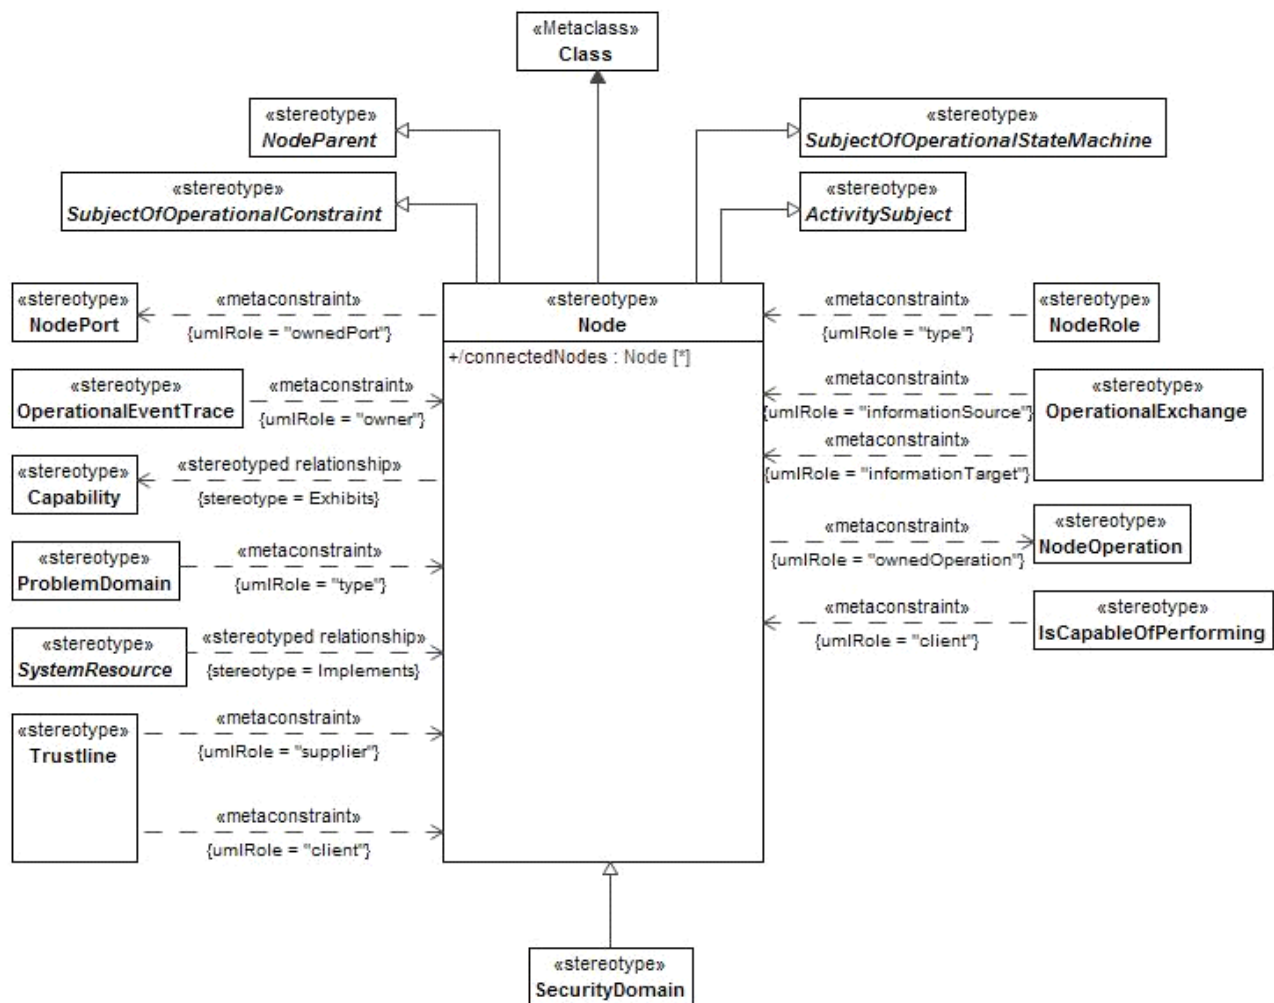 «Metaclass»
Class
«stereotype»
NodeParent
«stereotype»
SubjectOfOperationalStateMachine
«stereotype»
SubjectOfOperationalConstraint
«stereotype»
ActivitySubject
«stereotype»
NodePort
«metaconstraint»
{umlRole = "ownedPort"}
«stereotype»
Node
+/connectedNodes : Node [*]
«metaconstraint»
{umlRole = "type"}
«stereotype»
NodeRole
«stereotype»
OperationalEventTrace
«metaconstraint»
{umlRole = "owner"}
«metaconstraint»
{umlRole = "informationSource"}
«metaconstraint»
{umlRole = "informationTarget"}
«stereotype»
OperationalExchange
«stereotype»
Capability
«stereotyped relationship»
{stereotype = Exhibits}
«metaconstraint»
{umlRole = "ownedOperation"}
«stereotype»
NodeOperation
«stereotype»
ProblemDomain
«metaconstraint»
{umlRole = "type"}
«metaconstraint»
{umlRole = "client"}
«stereotype»
IsCapableOfPerforming
«stereotype»
SystemResource
«stereotyped relationship»
{stereotype = Implements}
«stereotype»
Trustline
«metaconstraint»
{umlRole = "supplier"}
«metaconstraint»
{umlRole = "client"}
«stereotype»
SecurityDomain